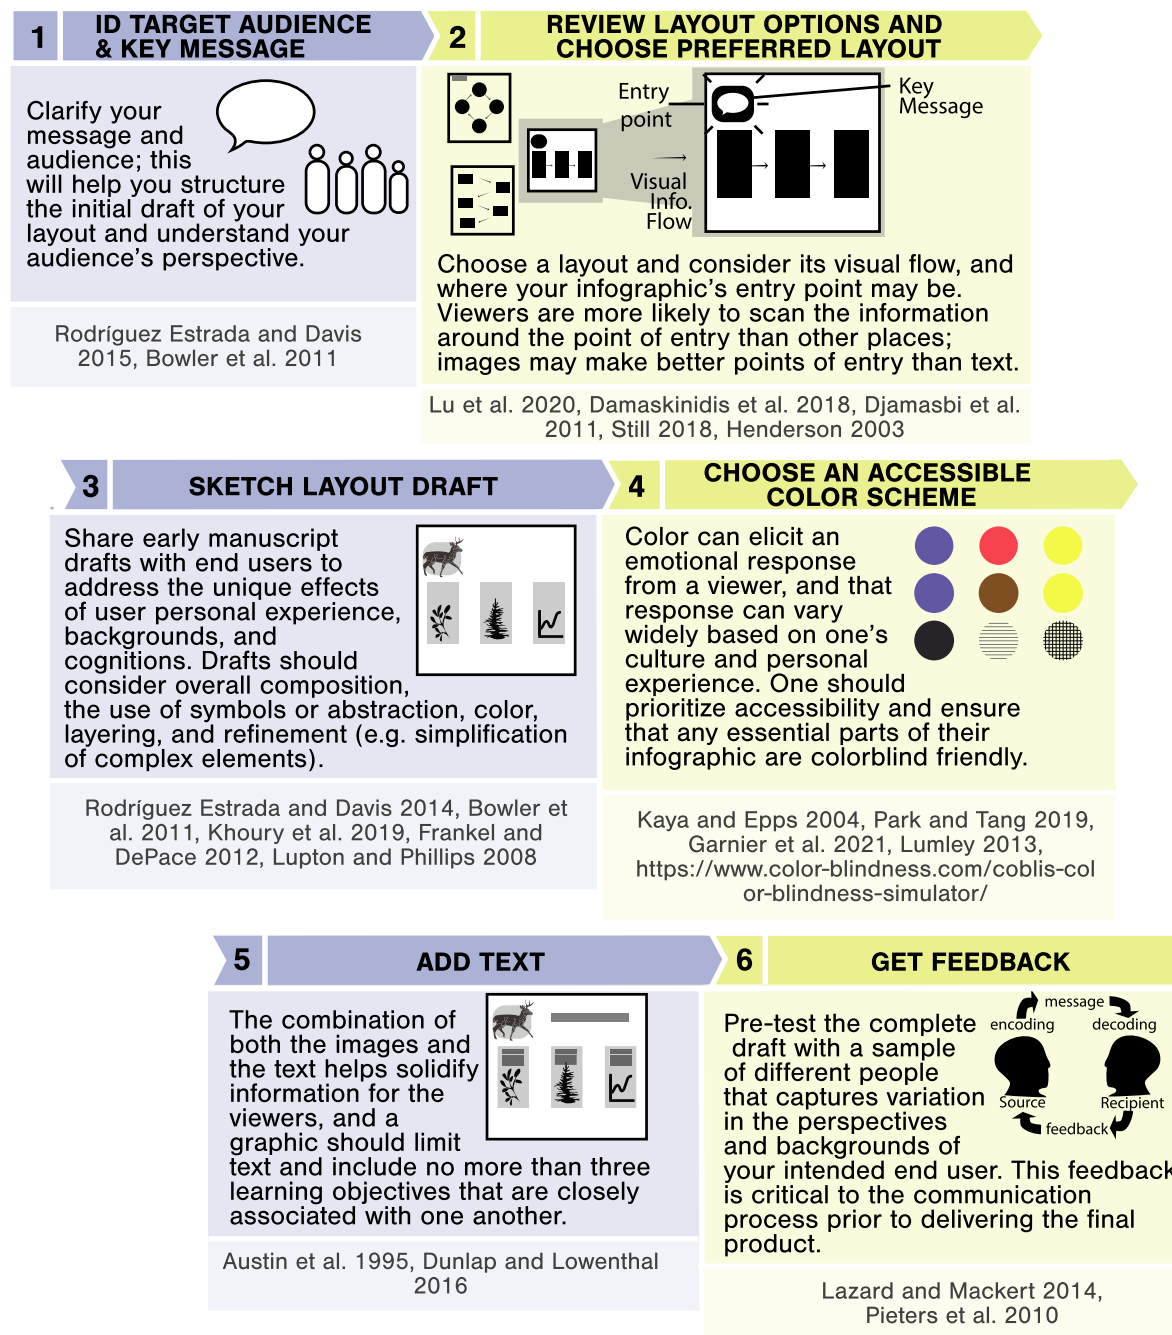 1
ID TARGET AUDIENCE
& KEY MESSAGE
Clarify your
message and
audience; this
will help you structure
the initial draft of your
layout and understand your
audience’s perspective.
Rodríguez Estrada and Davis
2015, Bowler et al. 2011
2
REVIEW LAYOUT OPTIONS AND
CHOOSE PREFERRED LAYOUT
Entry
point
Key
Message
Visual
Info.
Flow
Choose a layout and consider its visual flow, and
where your infographic’s entry point may be.
Viewers are more likely to scan the information
around the point of entry than other places;
images may make better points of entry than text.
Lu et al. 2020, Damaskinidis et al. 2018, Djamasbi et al.
2011, Still 2018, Henderson 2003
3
SKETCH LAYOUT DRAFT
Share early manuscript
drafts with end users to
address the unique effects
of user personal experience,
backgrounds, and
cognitions. Drafts should
consider overall composition,
the use of symbols or abstraction, color,
layering, and refinement (e.g. simplification
of complex elements).
Rodríguez Estrada and Davis 2014, Bowler et
al. 2011, Khoury et al. 2019, Frankel and
DePace 2012, Lupton and Phillips 2008
4
CHOOSE AN ACCESSIBLE
COLOR SCHEME
Color can elicit an
emotional response
from a viewer, and that
response can vary
widely based on one’s
culture and personal
experience. One should
prioritize accessibility and ensure
that any essential parts of their
infographic are colorblind friendly.
Kaya and Epps 2004, Park and Tang 2019,
Garnier et al. 2021, Lumley 2013,
https://www.color-blindness.com/coblis-col
or-blindness-simulator/
5
ADD TEXT
The combination of
both the images and
the text helps solidify
information for the
viewers, and a
graphic should limit
text and include no more than three
learning objectives that are closely
associated with one another.
Austin et al. 1995, Dunlap and Lowenthal
2016
6
GET FEEDBACK
message
encoding
decoding
Source
Recipient
feedback
Pre-test the complete
draft with a sample
of different people
that captures variation
in the perspectives
and backgrounds of
your intended end user. This feedback
is critical to the communication
process prior to delivering the final
product.
Lazard and Mackert 2014,
Pieters et al. 2010